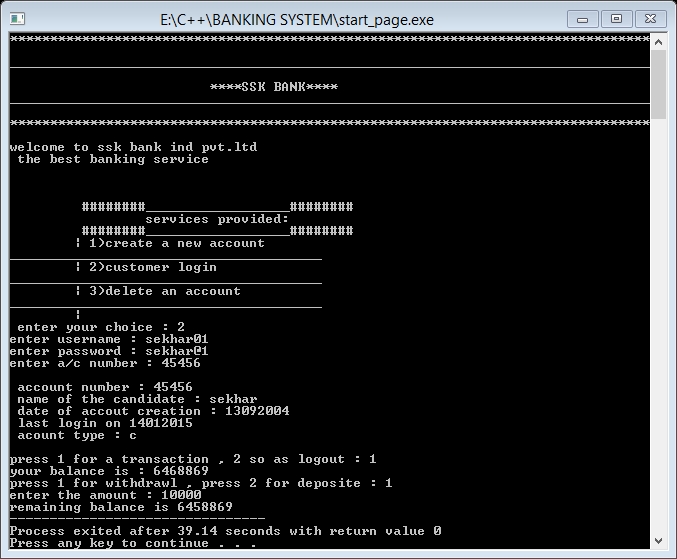 E:\C++\BANKING SYSTEM\start_page.exe
********************************************************************************
________________________________________________________________________________
****SSK BANK****
________________________________________________________________________________
********************************************************************************
welcome to ssk bank ind pvt.ltd
the best banking service
########__________________########
services provided:
########__________________########
¦ 1)create a new account
_______________________________________
¦ 2)customer login
_______________________________________
¦ 3)delete an account
_______________________________________
¦
enter your choice : 2
enter username : sekhar01
enter password : sekhar@1
enter a/c number : 45456
account number : 45456
name of the candidate : sekhar
date of accout creation : 13092004
last login on 14012015
acount type : c
press 1 for a transaction , 2 so as logout : 1
your balance is : 6468869
press 1 for withdrawl , press 2 for deposite : 1
enter the amount : 10000
remaining balance is 6458869
--------------------------------
Process exited after 39.14 seconds with return value 0
Press any key to continue . . .